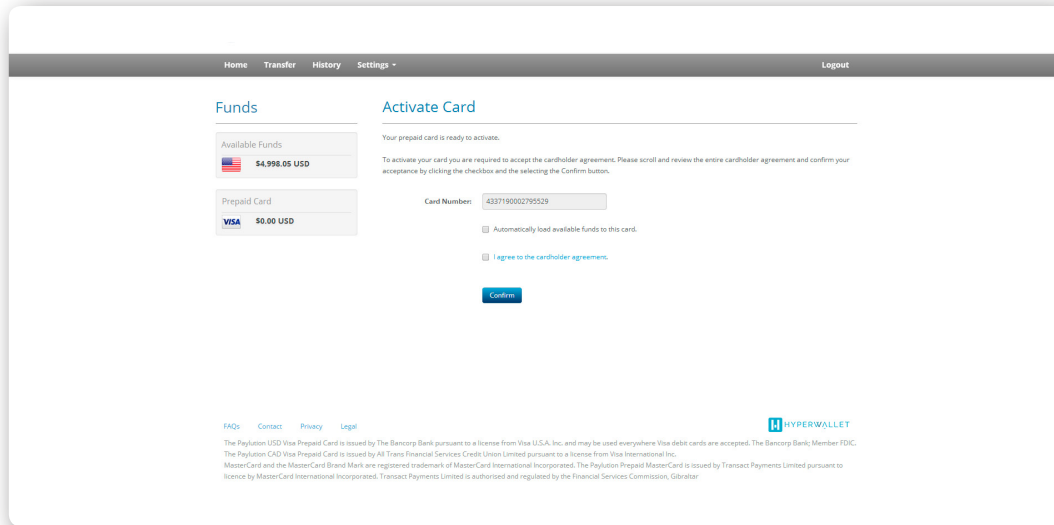 Home Transfer History Settings
Logout
Funds
Available Funds
$4,998.05 USD
Prepaid Card
VISA $0.00 USD
Activate Card
Your prepaid card is ready to activate.
To activate your card you are required to accept the cardholder agreement. Please scroll and review the entire cardholder agreement and confirm your
acceptance by clicking the checkbox and the selecting the Confirm button.
Card Number: 4337190002795529
Automatically load available funds to this card.
I agree to the cardholder agreement.
Confirm
FAQs Contact Privacy Legal
HYPERWALLET
The Paylution USD Visa Prepaid Card is issued by The Bancorp Bank pursuant to a license from Visa U.S.A. Inc. and may be used everywhere Visa debit cards are accepted. The Bancorp Bank; Member FDIC.
The Paylution CAD Visa Prepaid Card is issued by All Trans Financial Services Credit Union Limited pursuant to a license from Visa International Inc.
MasterCard and the MasterCard Brand Mark are registered trademark of MasterCard International Incorporated. The Paylution Prepaid MasterCard is issued by Transact Payments Limited pursuant to
licence by MasterCard International Incorporated. Transact Payments Limited is authorised and regulated by the Financial Services Commission, Gibraltar